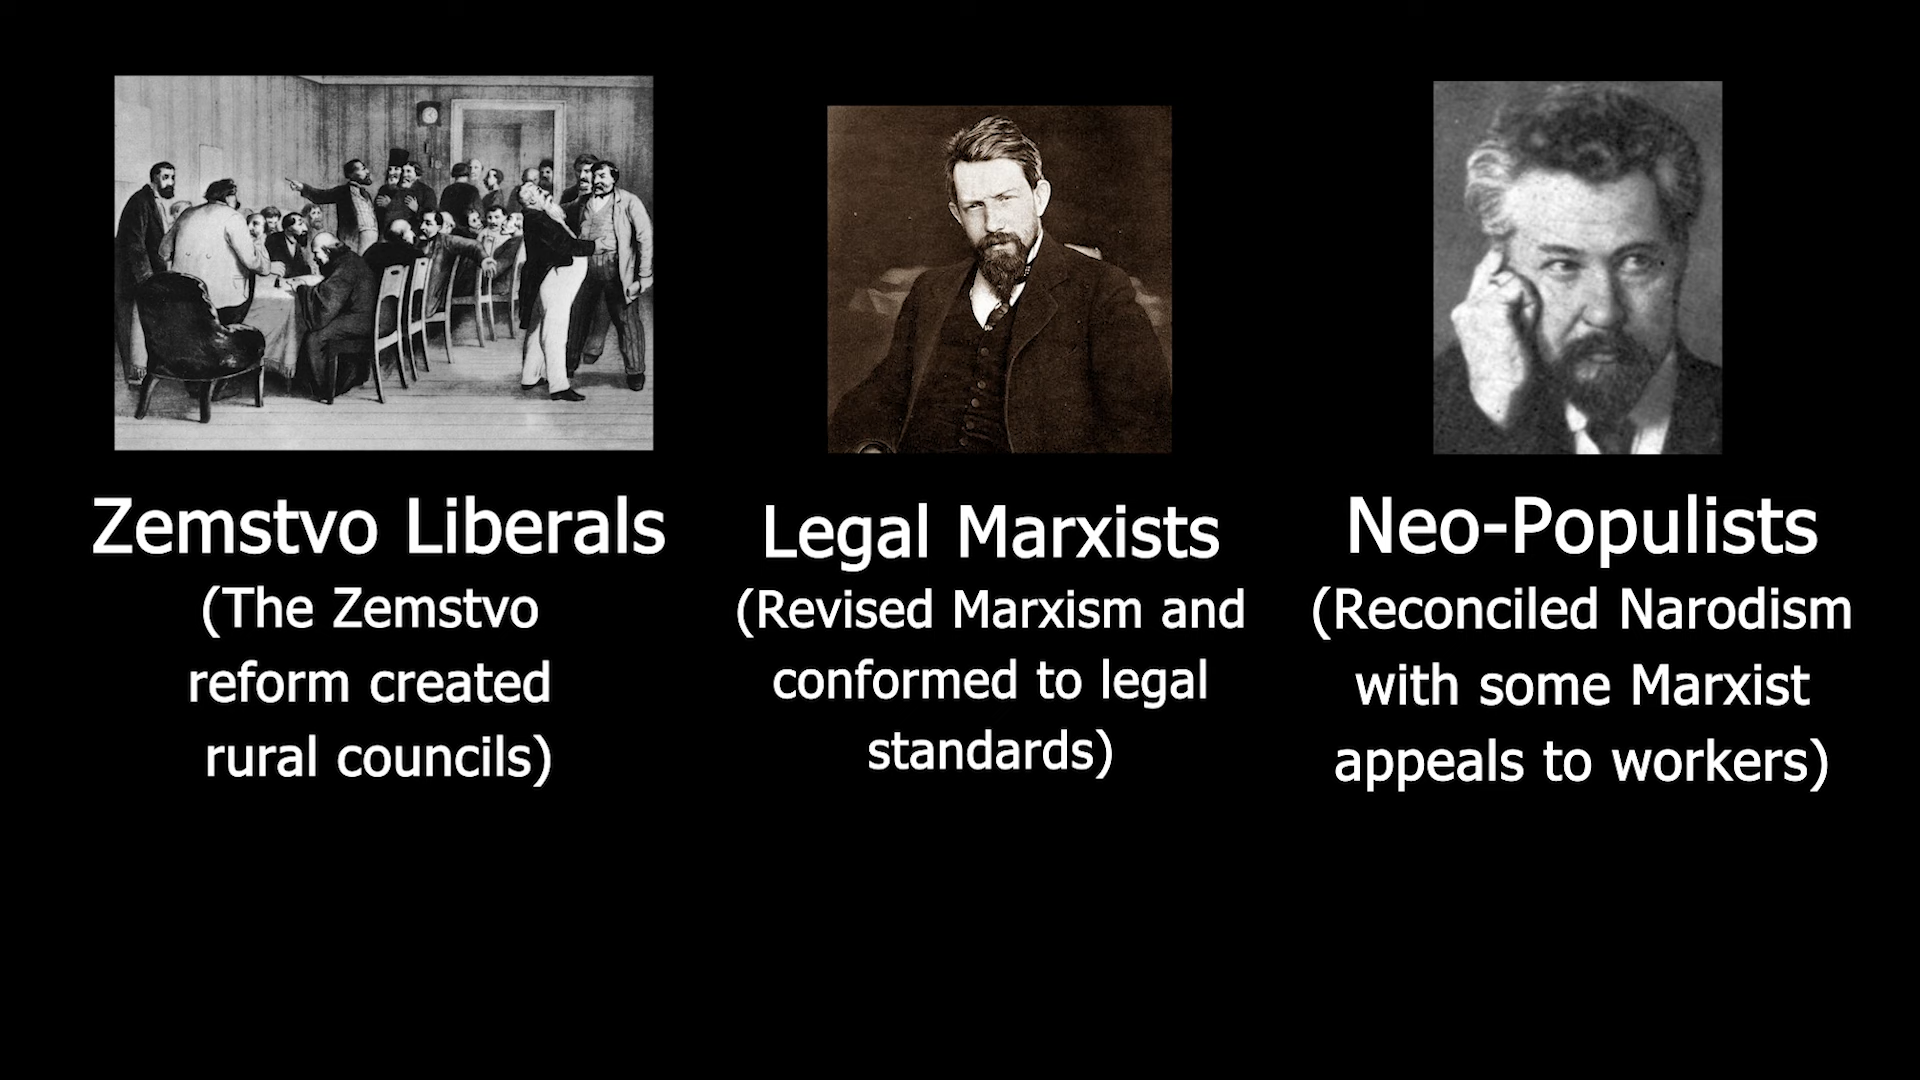 Zemstvo Liberals
(The Zemstvo
reform created
rural councils)
Legal Marxists
(Revised Marxism and
conformed to legal
standards)
Neo-Populists
(Reconciled Narodism
with some Marxist
appeals to workers)